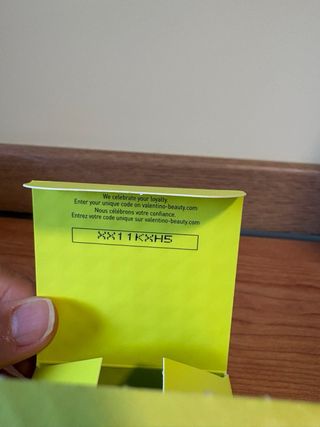 We celebrate your loyalty.
Enter your unique code on valentino-beauty.com
Nous célébrons votre confiance.
Entrez votre code unique sur valentino-beauty.com
XX11KXH5